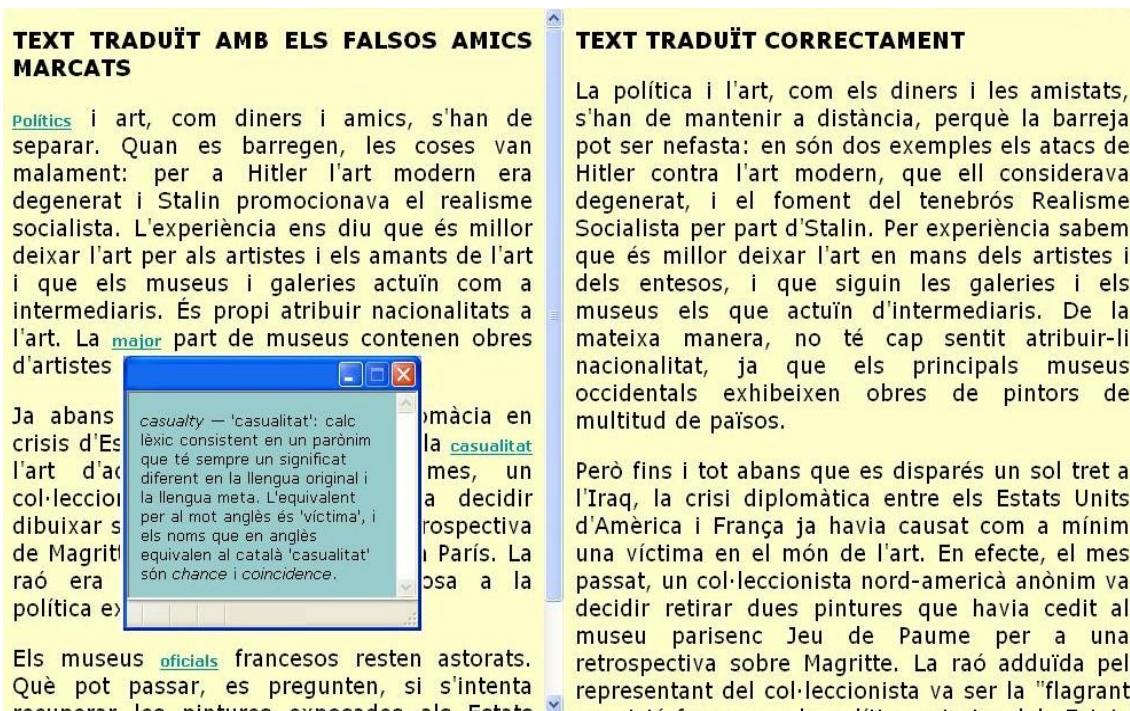 TEXT TRADUÏT AMB ELS FALSOS AMICS
MARCATS
Polítics i art, com diners i amics, s'han de
separar. Quan es barregen, les coses van
malament: per a Hitler l'art modern era
degenerat i Stalin promocionava el realisme
socialista. L'experiència ens diu que és millor
deixar l'art per als artistes i els amants de l'art
i que els museus i galeries actuïn com a
intermediaris. És propi atribuir nacionalitats a
l'art. La major part de museus contenen obres
d'artistes
Ja abans
crisis d'Es la casualitat
l'art mes, un
col·leccion a decidir
dibuixar
de Magritt París. La
raó era a la
política
casualty — 'casualitat': calc
lèxic consistent en un parònim
que té sempre un significat
diferent en la llengua original i
la llengua meta. L'equivalent
per al mot anglès és 'víctima', i
els noms que en anglès
equivalen al català 'casualitat'
són chance i coincidence.
Els museus oficials francesos resten astorats.
Què pot passar, es pregunten, si s'intenta
TEXT TRADUÏT CORRECTAMENT
La política i l'art, com els diners i les amistats,
s'han de mantenir a distància, perquè la barreja
pot ser nefasta: en són dos exemples els atacs de
Hitler contra l'art modern, que ell considerava
degenerat, i el foment del tenebrós Realisme
Socialista per part d'Stalin. Per experiència sabem
que és millor deixar l'art en mans dels artistes i
dels entesos, i que siguin les galeries i els
museus els que actuïn d'intermediaris. De la
mateixa manera, no té cap sentit atribuir-li
nacionalitat, ja que els principals museus
occidentals exhibeixen obres de pintors de
multitud de països.
Però fins i tot abans que es disparés un sol tret a
l'Iraq, la crisi diplomàtica entre els Estats Units
d'Amèrica i França ja havia causat com a mínim
una víctima en el món de l'art. En efecte, el mes
passat, un col·leccionista nord-americà anònim va
decidir retirar dues pintures que havia cedit al
museu parisenc Jeu de Paume per a una
retrospectiva sobre Magritte. La raó adduïda pel
representant del col·leccionista va ser la "flagrant